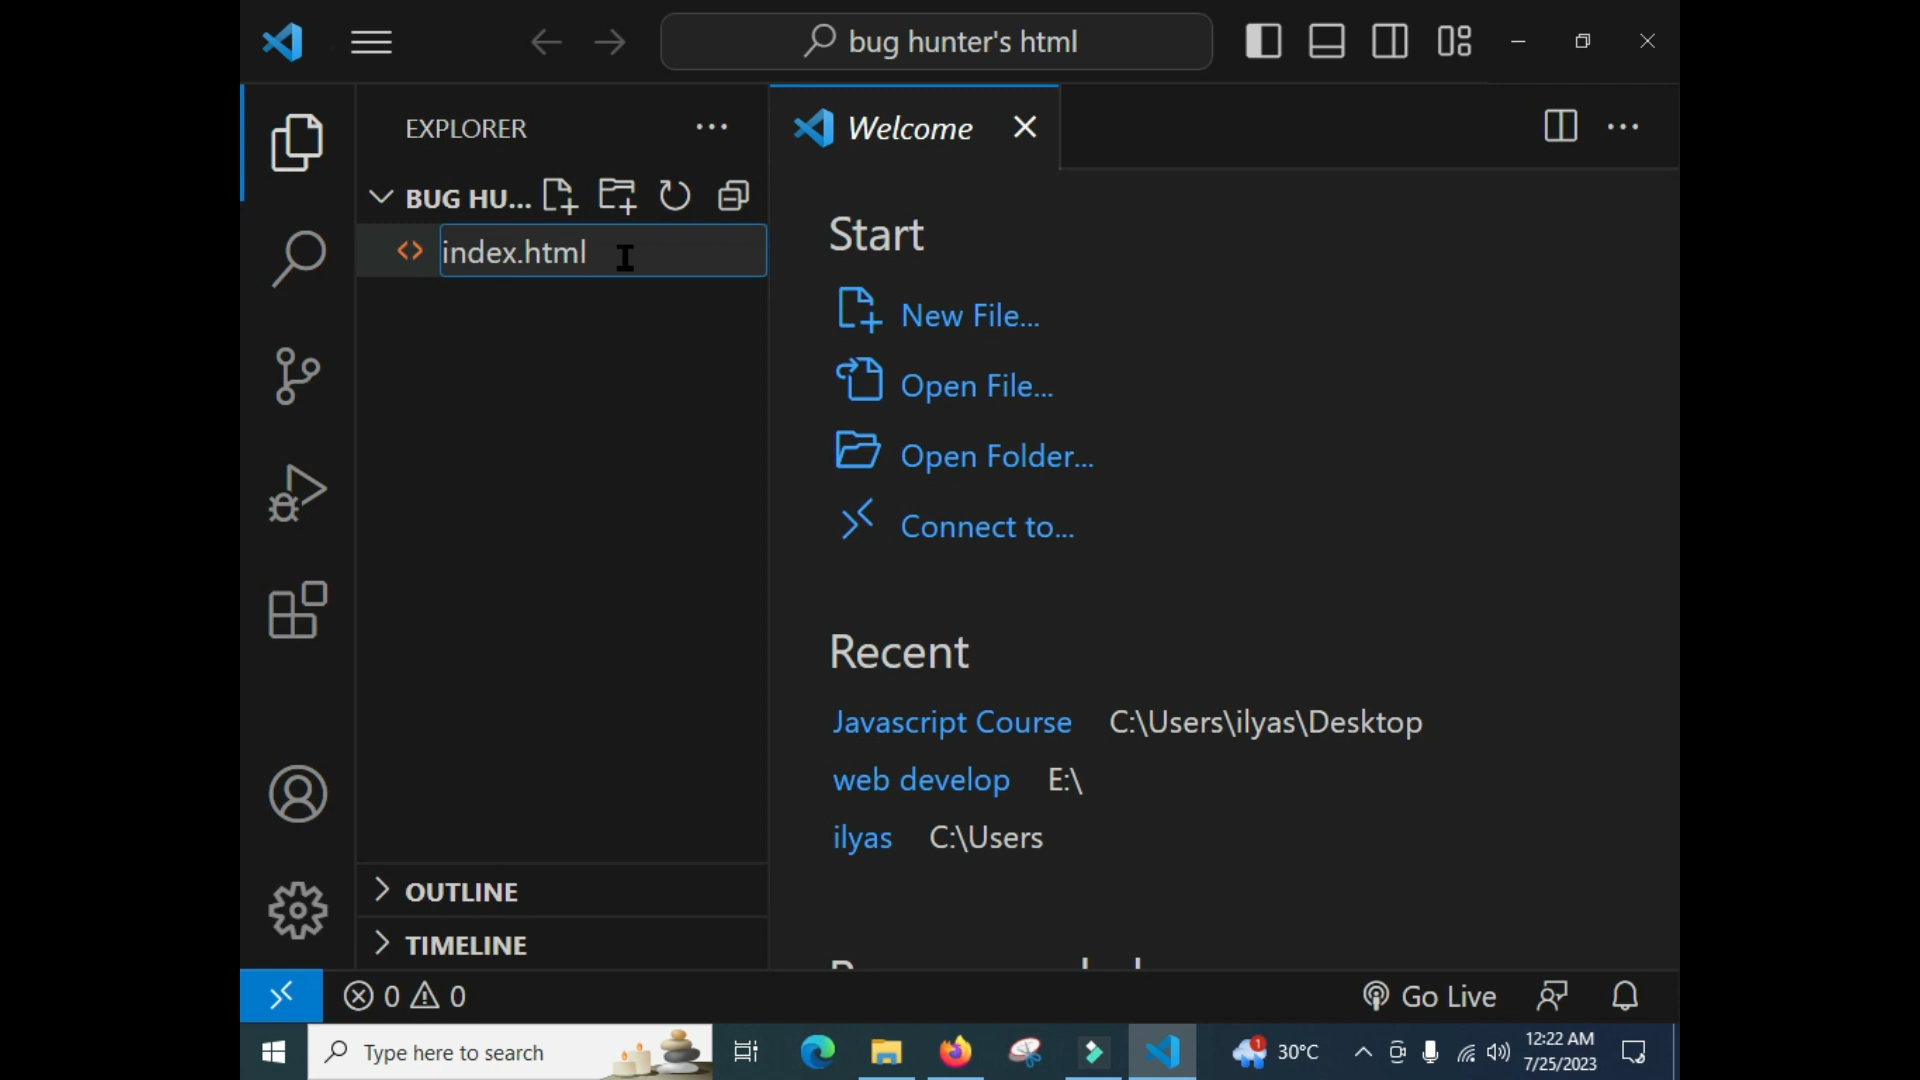 bug hunter's html
EXPLORER
Welcome
BUG HU...
index.html
Start
New File...
Open File...
Open Folder...
Connect to...
Recent
Javascript Course C:\Users\ilyas\Desktop
web develop E:\
ilyas C:\Users
OUTLINE
TIMELINE
0 0
Go Live
Type here to search
1
30°C
12:22 AM
7/25/2023